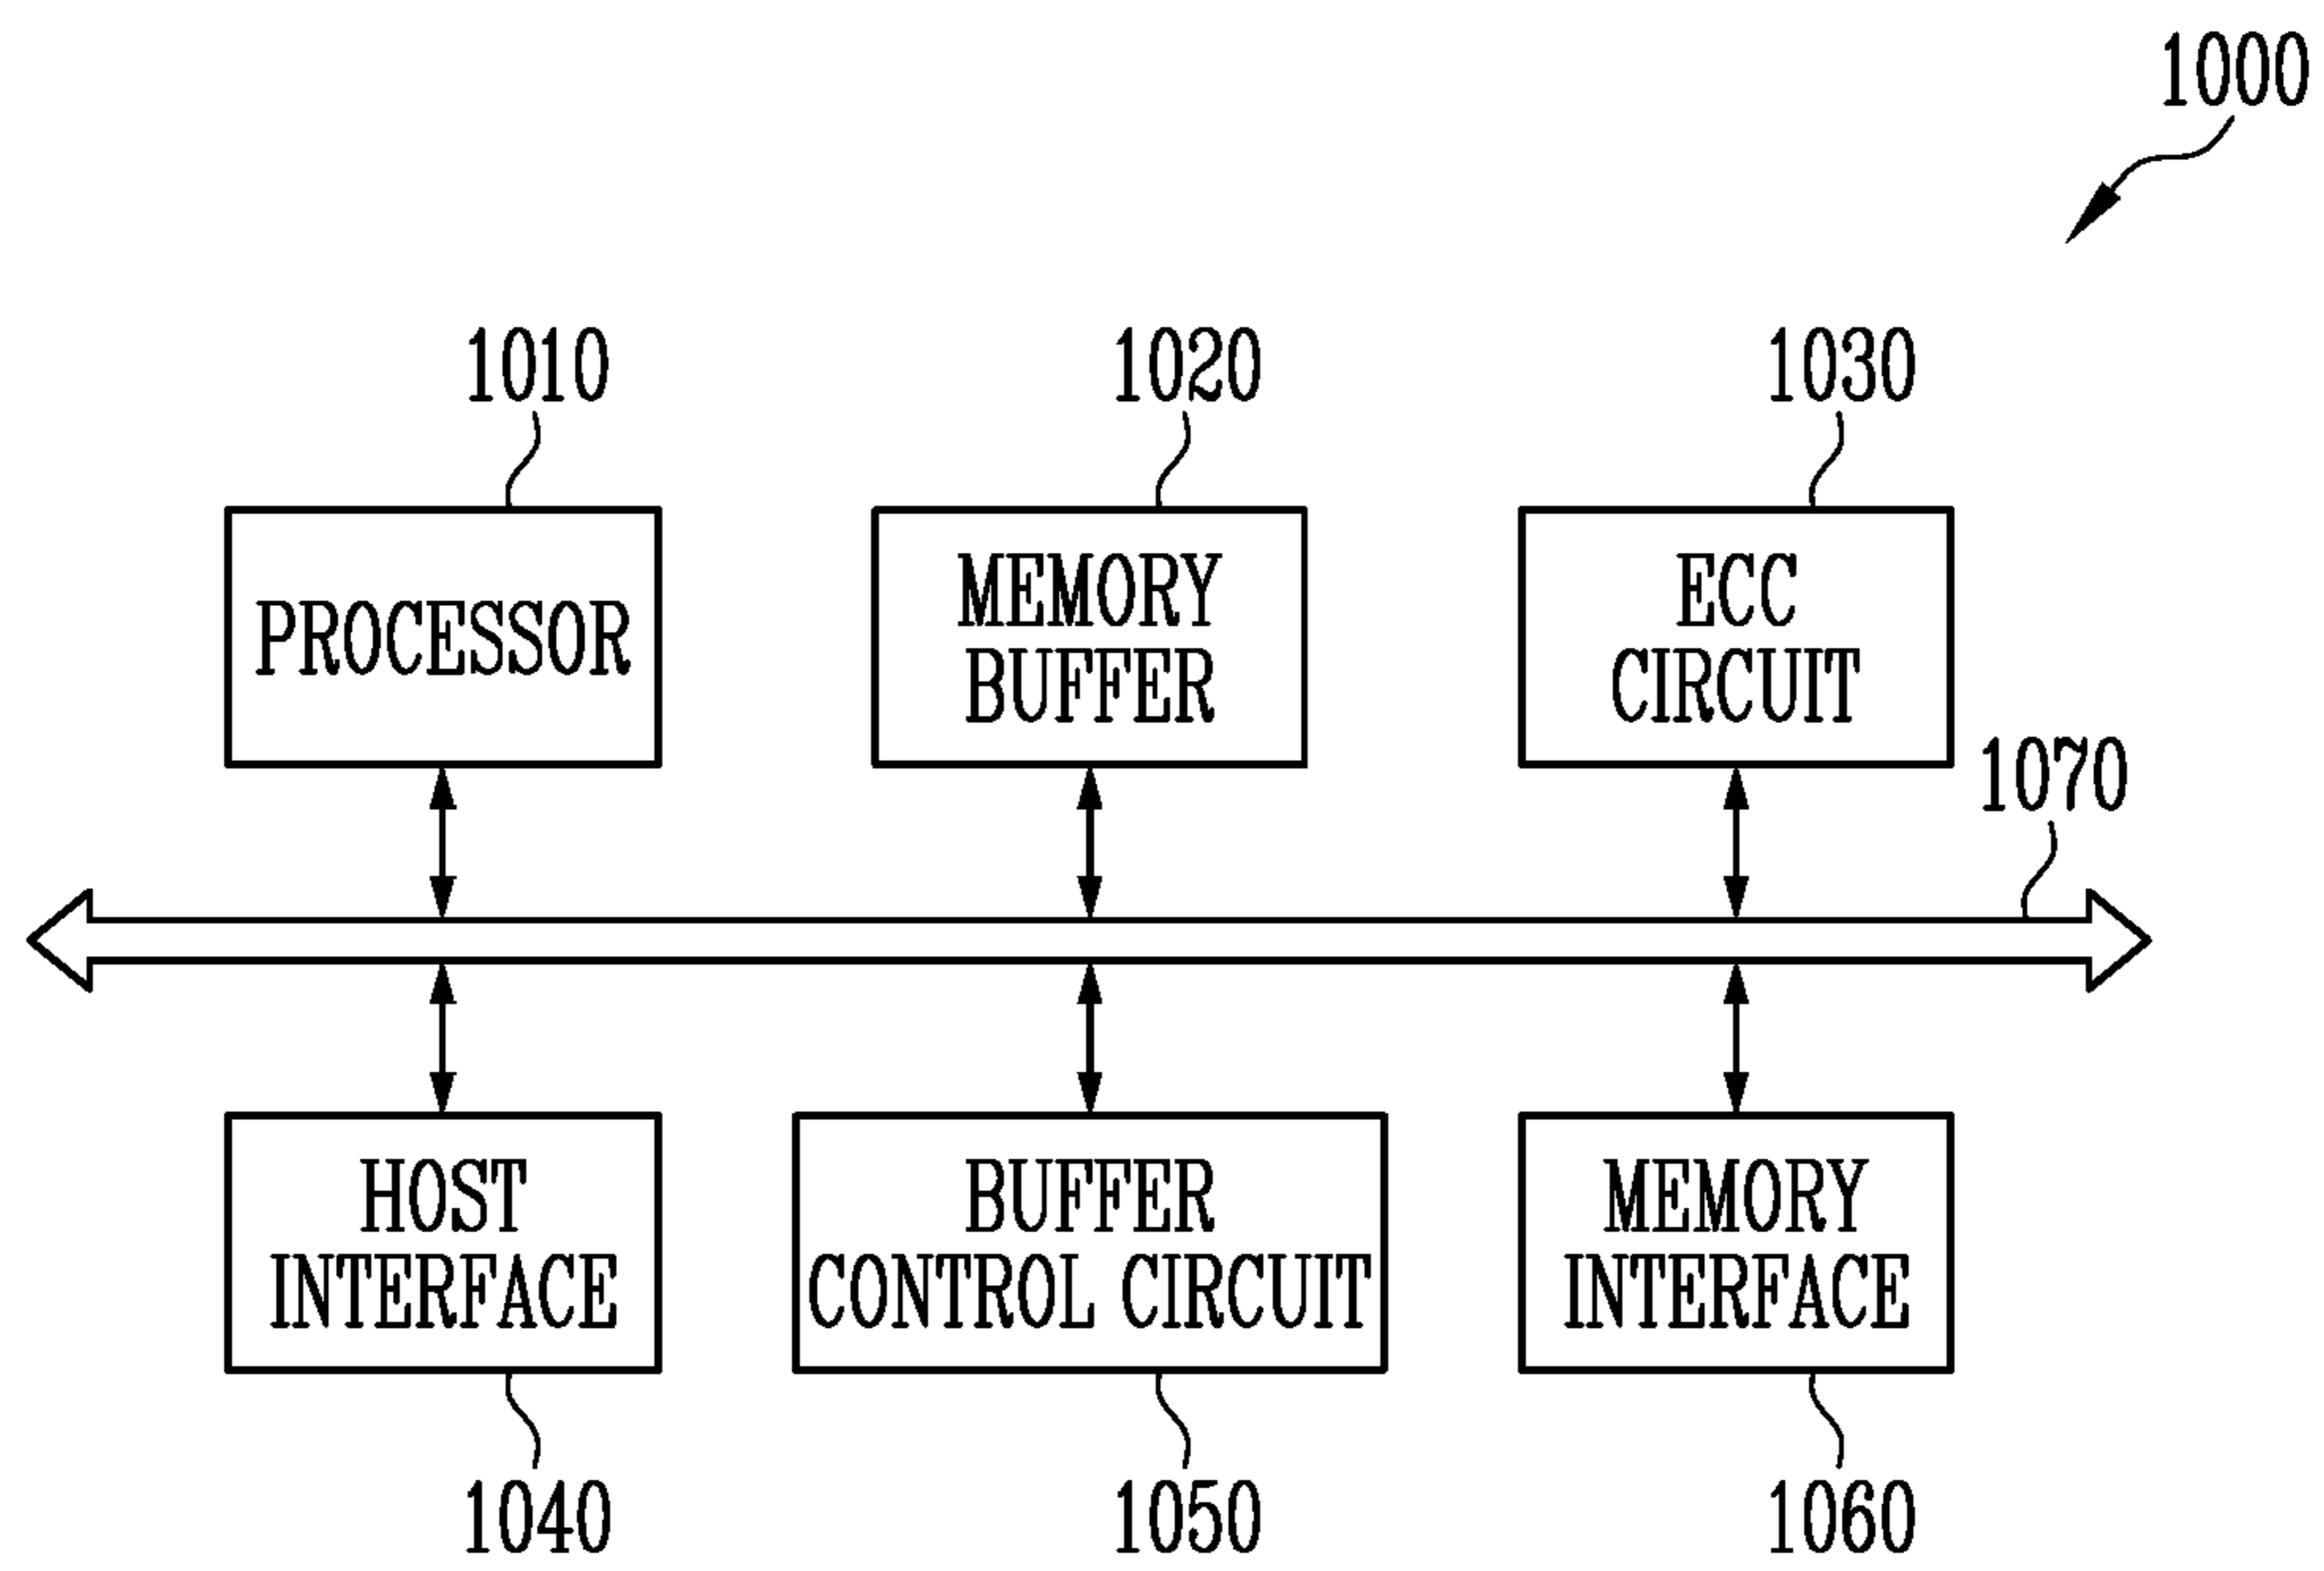 1000
1010
1020
1030
PROCESSOR
MEMORY
BUFFER
ECC
CIRCUIT
1070
HOST
INTERFACE
BUFFER
CONTROL CIRCUIT
MEMORY
INTERFACE
1040
1050
1060